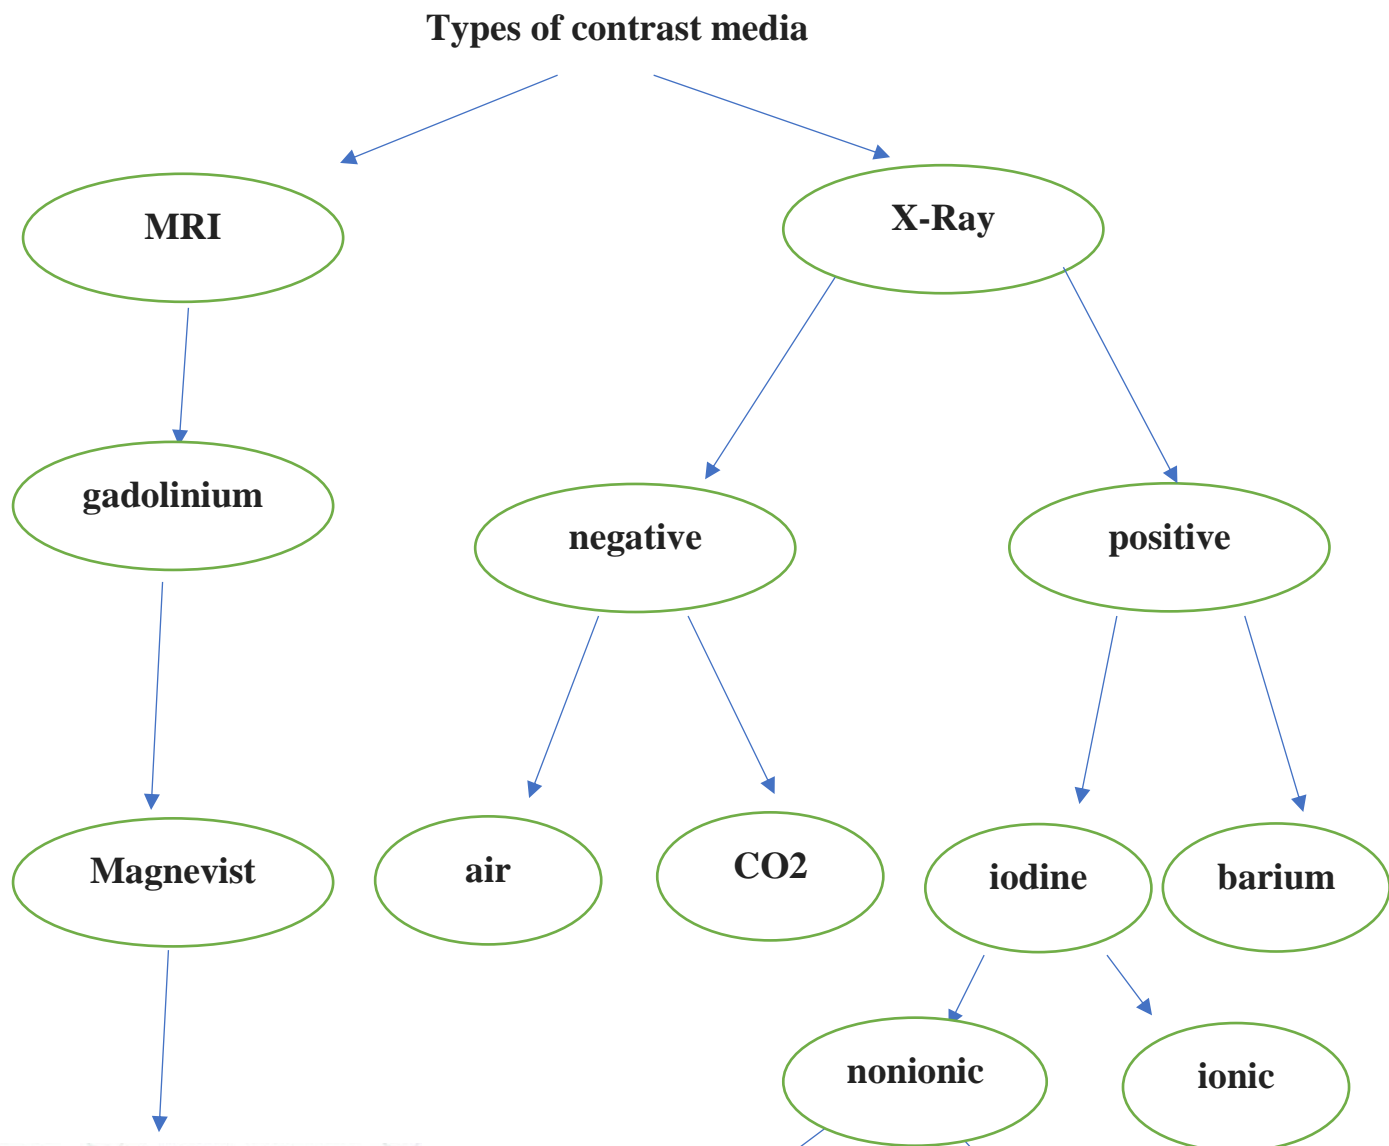 Types of contrast media
MRI
X-Ray
gadolinium
negative
positive
Magnevist
air
CO2
iodine
barium
nonionic
ionic